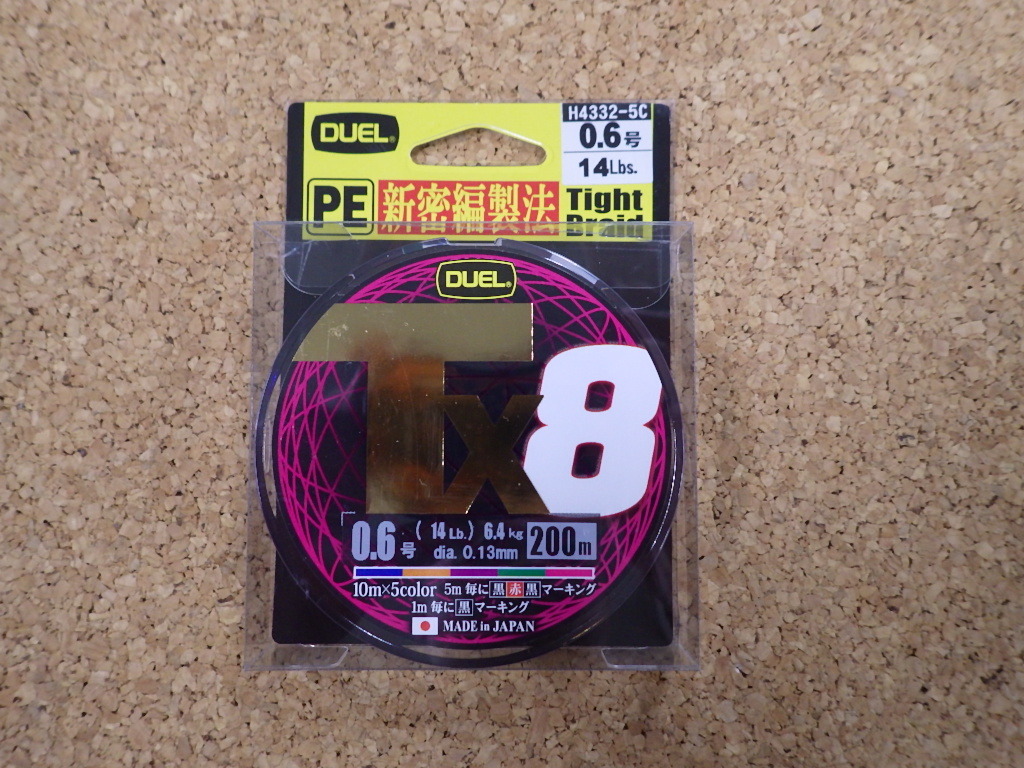 DUEL®
H4332-5C
0.6号
14Lbs.
PE 新密編製法 Tight
Braid
DUEL®
Tx8
0.6号 (14Lb.) 6.4kg
dia. 0.13mm
200m
10m×5color 5m毎に黒赤黒マーキング
1m毎に黒マーキング
MADE in JAPAN